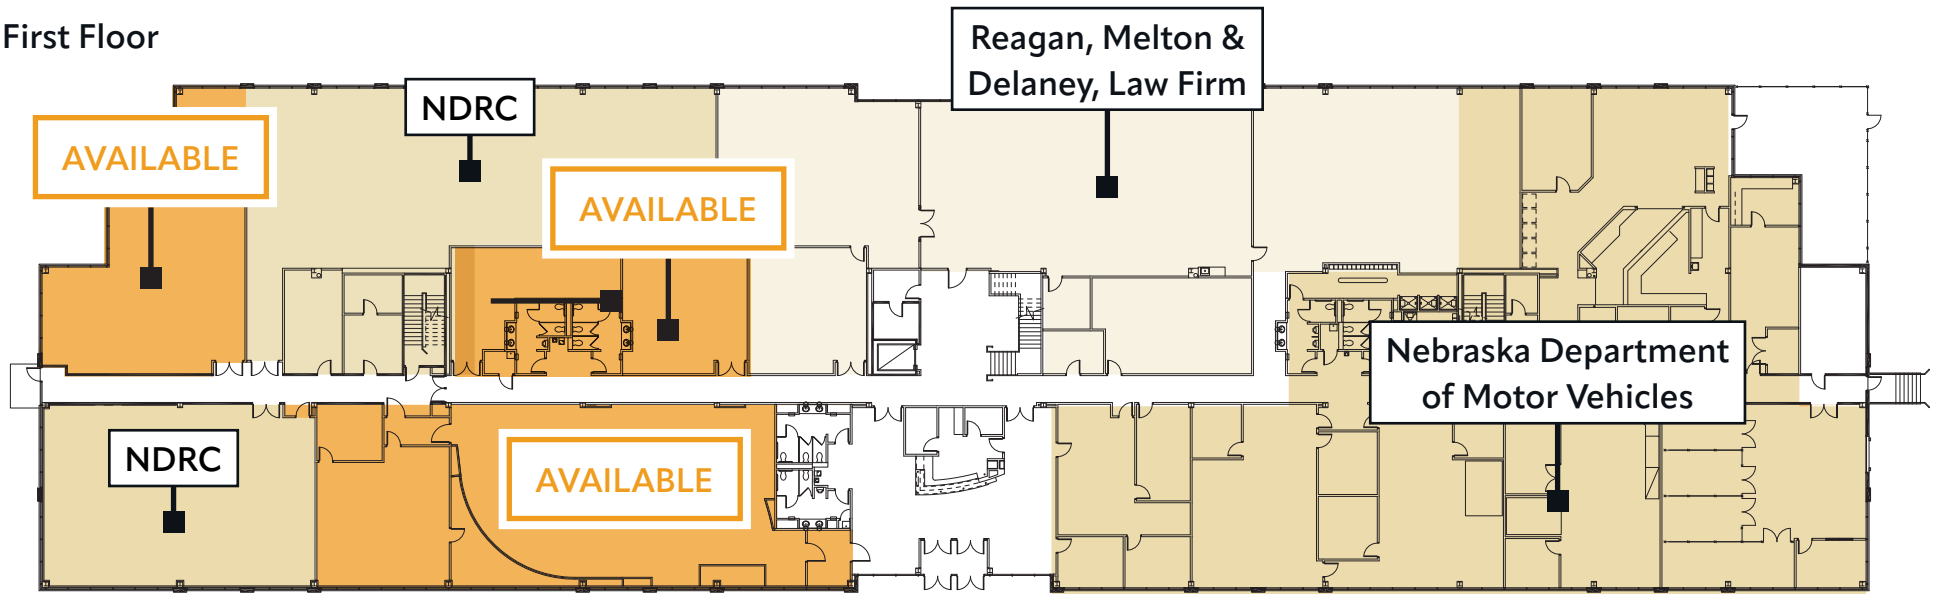 First Floor
Reagan, Melton &
Delaney, Law Firm
NDRC
AVAILABLE
AVAILABLE
Nebraska Department
of Motor Vehicles
NDRC
AVAILABLE